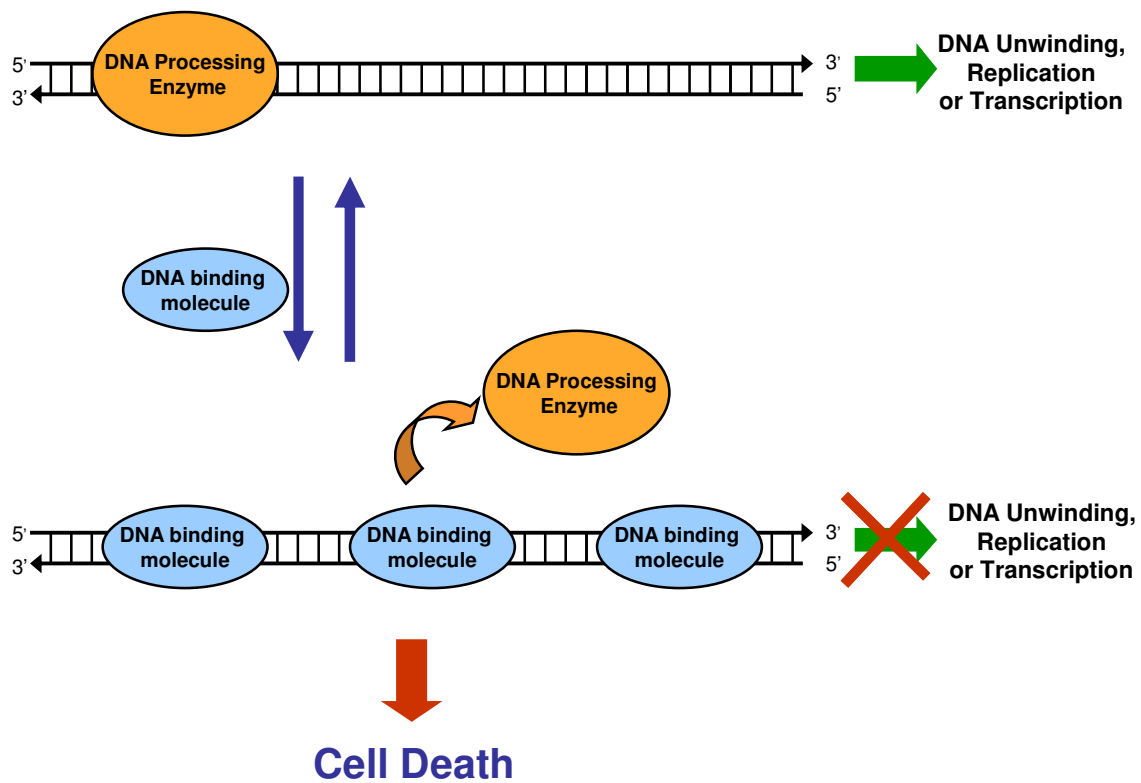 5’
3’
DNA Processing
Enzyme
3’
5’
DNA Unwinding,
Replication
or Transcription
DNA binding
molecule
DNA Processing
Enzyme
5’
3’
DNA binding
molecule
DNA binding
molecule
DNA binding
molecule
3’
5’
DNA Unwinding,
Replication
or Transcription
Cell Death